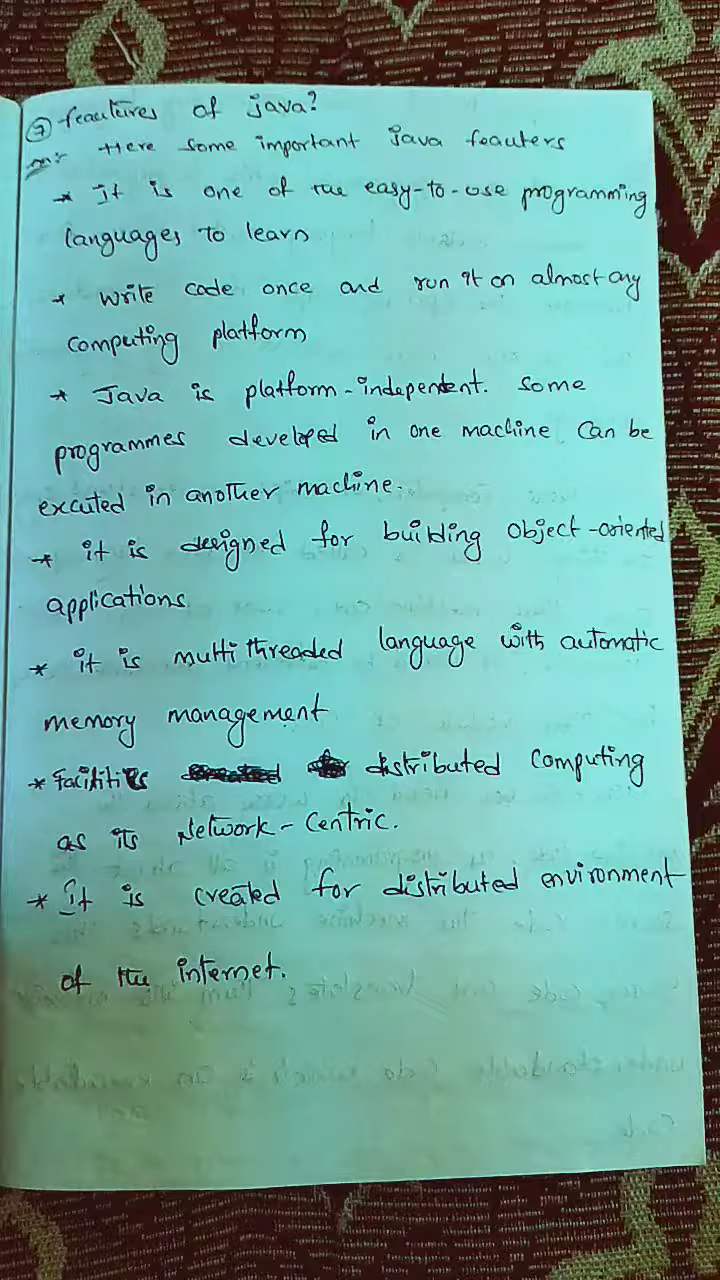 ⑦ feautures of java?
Ans:- Here some important java feauters
* It is one of the easy-to-use programming
languages to learn
* write code once and run it on almost any
computing platform
* Java is platform-independent. some
programmes developed in one machine can be
excuted in another machine.
* it is designed for building object-oriented
applications
* it is multi threaded language with automatic
memory management
* Facilities distributed computing
as its Network-Centric.
* It is created for distributed environment
of the internet.